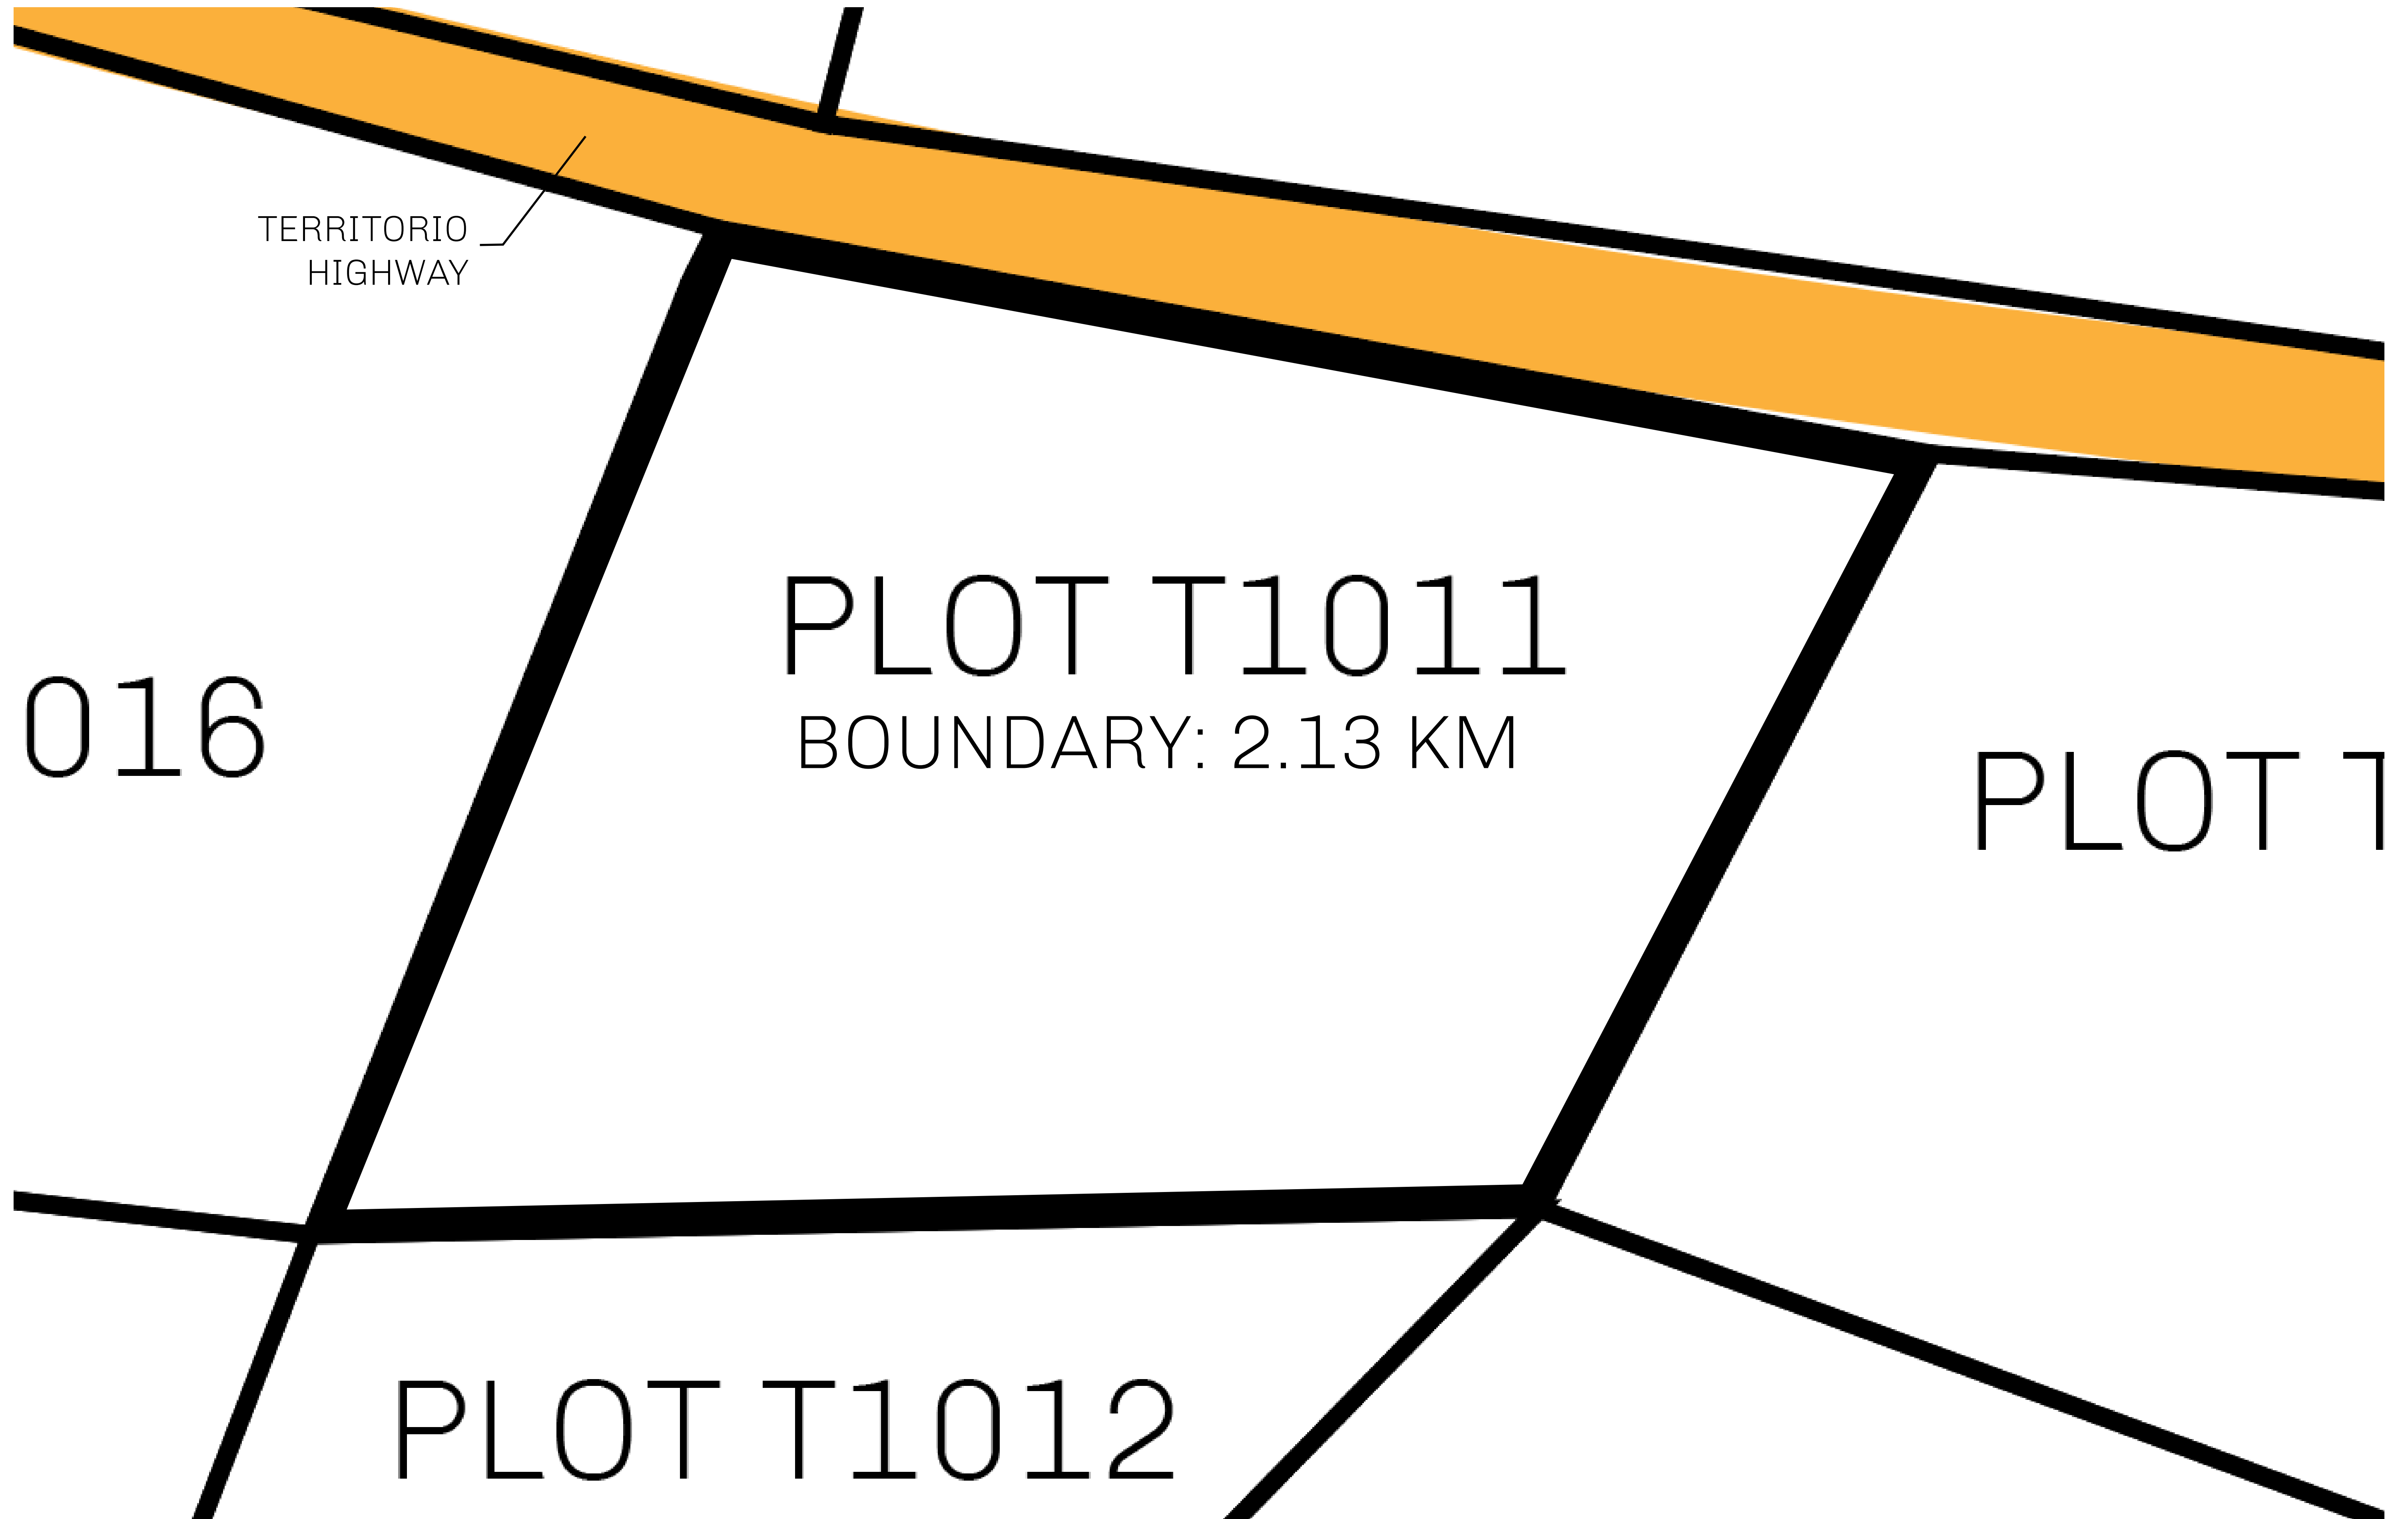 TERRITORIO
HIGHWAY
PLOT T1011
BOUNDARY: 2.13 KM
016
PLOT T
PLOT T1012